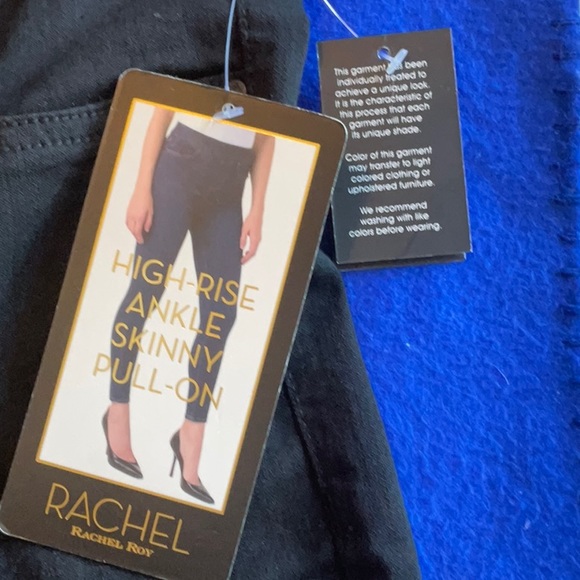 HIGH-RISE
ANKLE
SKINNY
PULL-ON
RACHEL
RACHEL ROY
This garment has been
individually treated to
achieve a unique look.
It is the characteristic of
this process that each
garment will have
its unique shade.
Color of this garment
may transfer to light
colored clothing or
upholstered furniture.
We recommend
washing with like
colors before wearing.